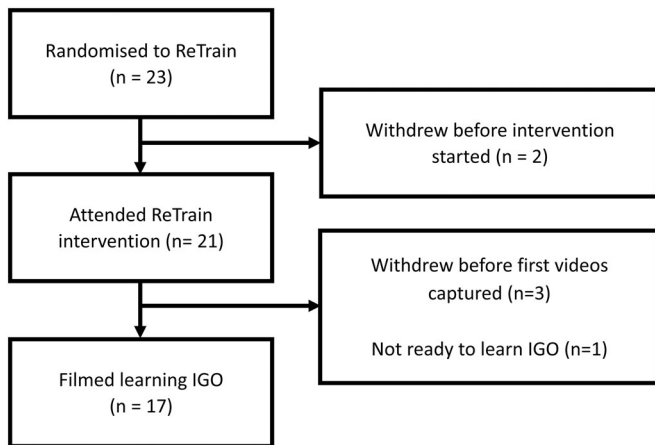 Randomised to ReTrain
(n = 23)
Withdrew before intervention
started (n = 2)
Attended ReTrain
intervention (n= 21)
Withdrew before first videos
captured (n=3)
Not ready to learn IGO (n=1)
Filmed learning IGO
(n = 17)